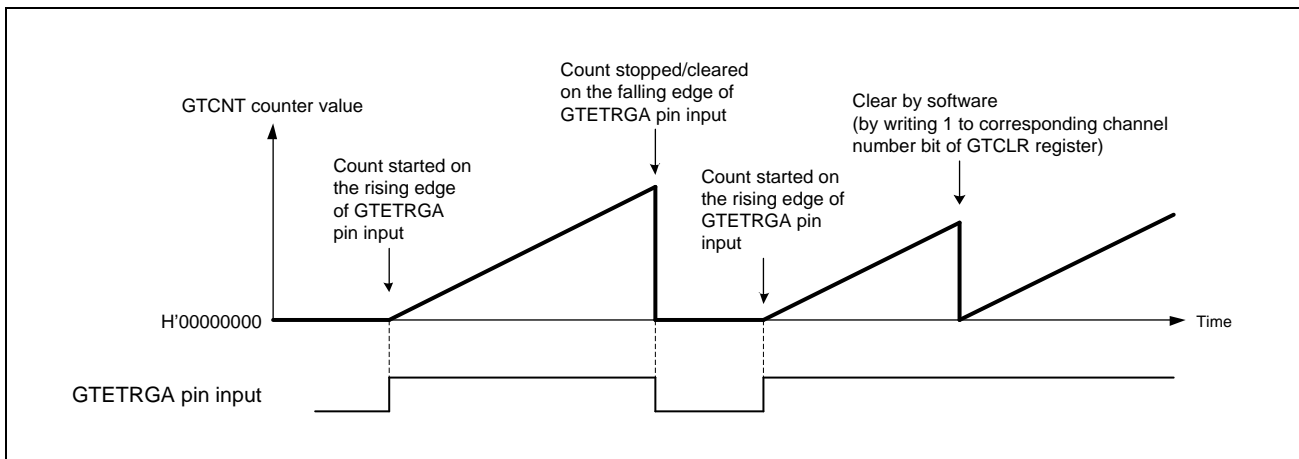 GTCNT counter value
Count started on
the rising edge
of GTETRGA
pin input
Count stopped/cleared
on the falling edge of
GTETRGA pin input
Count started on
the rising edge of
GTETRGA pin
input
Clear by software
(by writing 1 to corresponding channel
number bit of GTCLR register)
H'00000000
Time
GTETRGA pin input